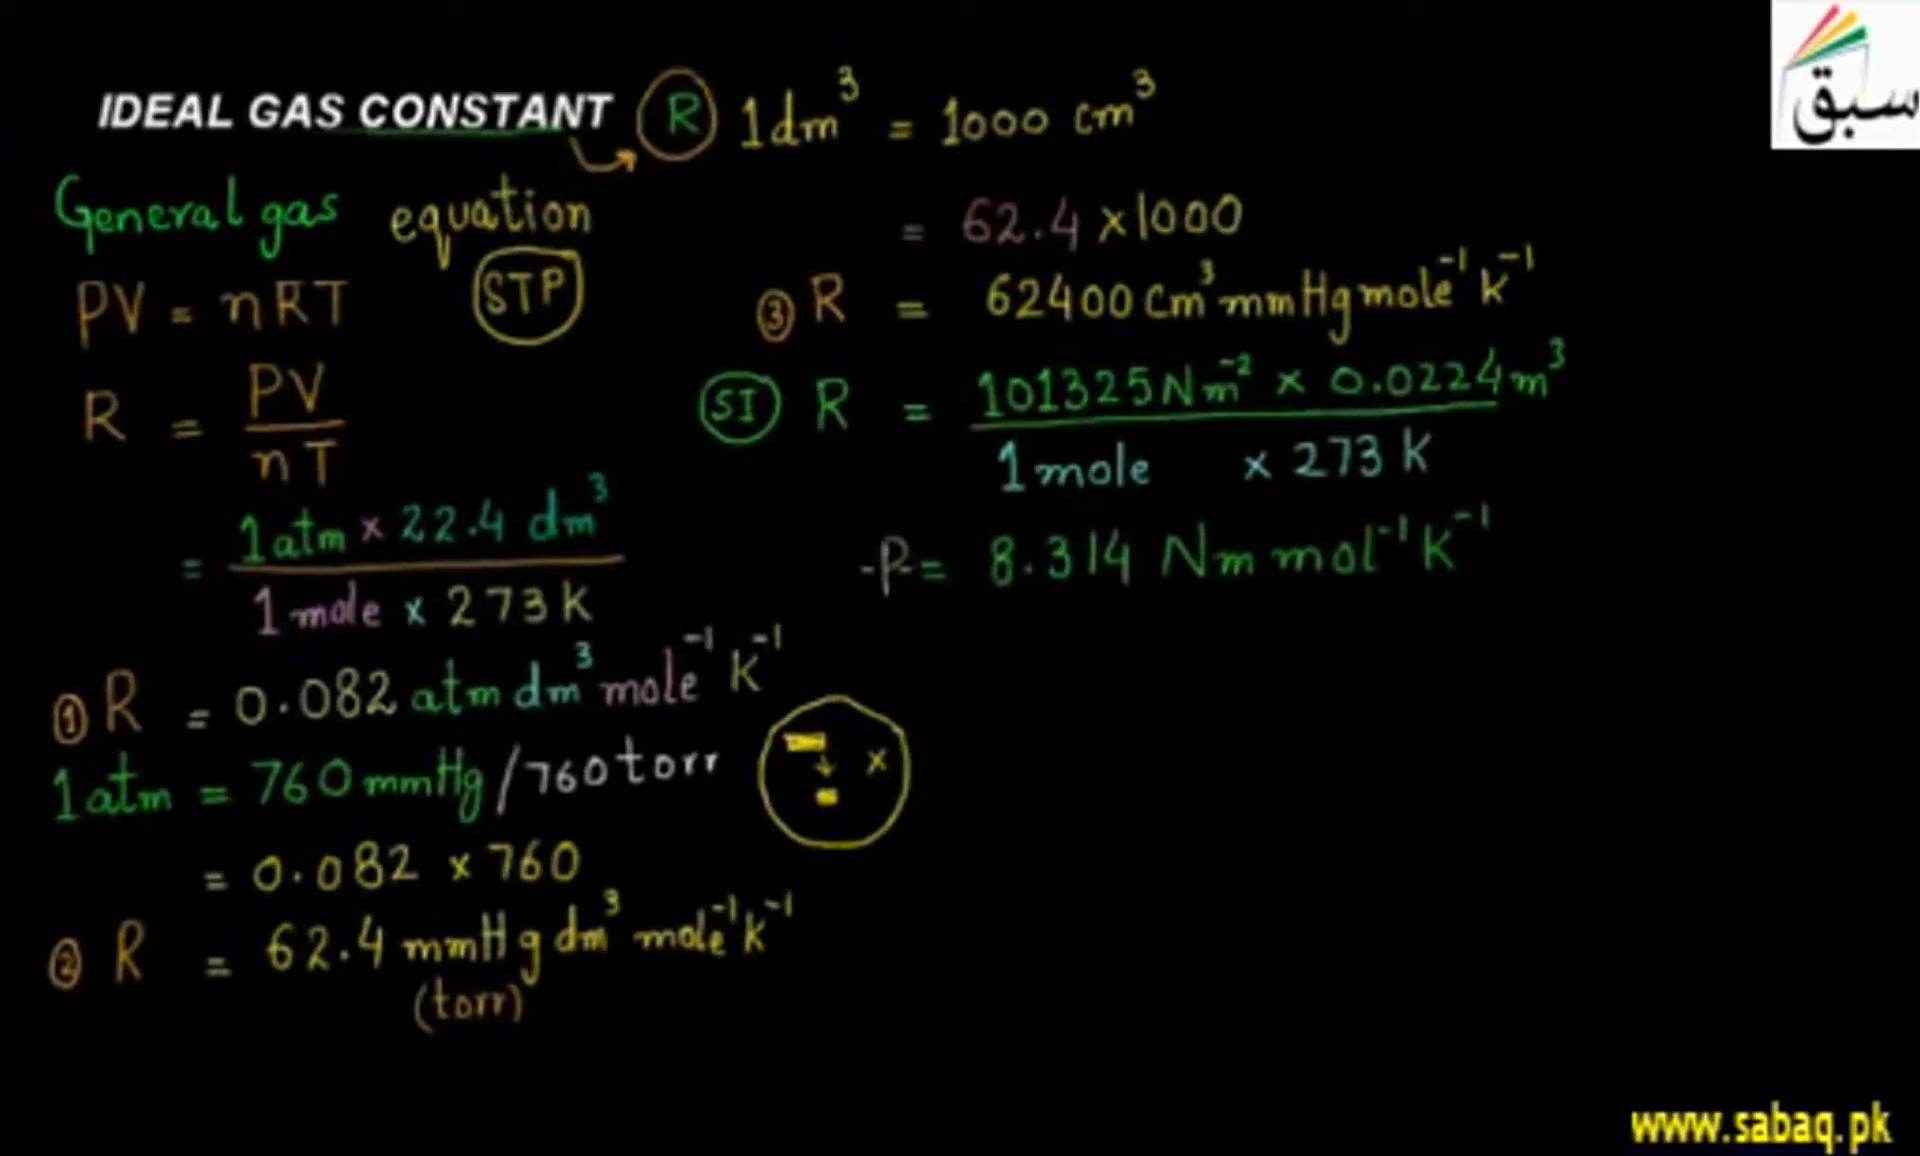 IDEAL GAS CONSTANT R
General gas equation
STP
PV = nRT
R = PV / nT
= 1 atm x 22.4 dm³ / 1 mole x 273 K
① R = 0.082 atm dm³ mole⁻¹ K⁻¹
1 atm = 760 mmHg / 760 torr
= 0.082 x 760
② R = 62.4 mmHg dm³ mole⁻¹ K⁻¹
(torr)
1 dm³ = 1000 cm³
= 62.4 x 1000
③ R = 62400 cm³ mmHg mole⁻¹ K⁻¹
SI R = 101325 Nm⁻² x 0.0224 m³ / 1 mole x 273 K
R = 8.314 Nm mol⁻¹ K⁻¹
x
سبق
www.sabaq.pk